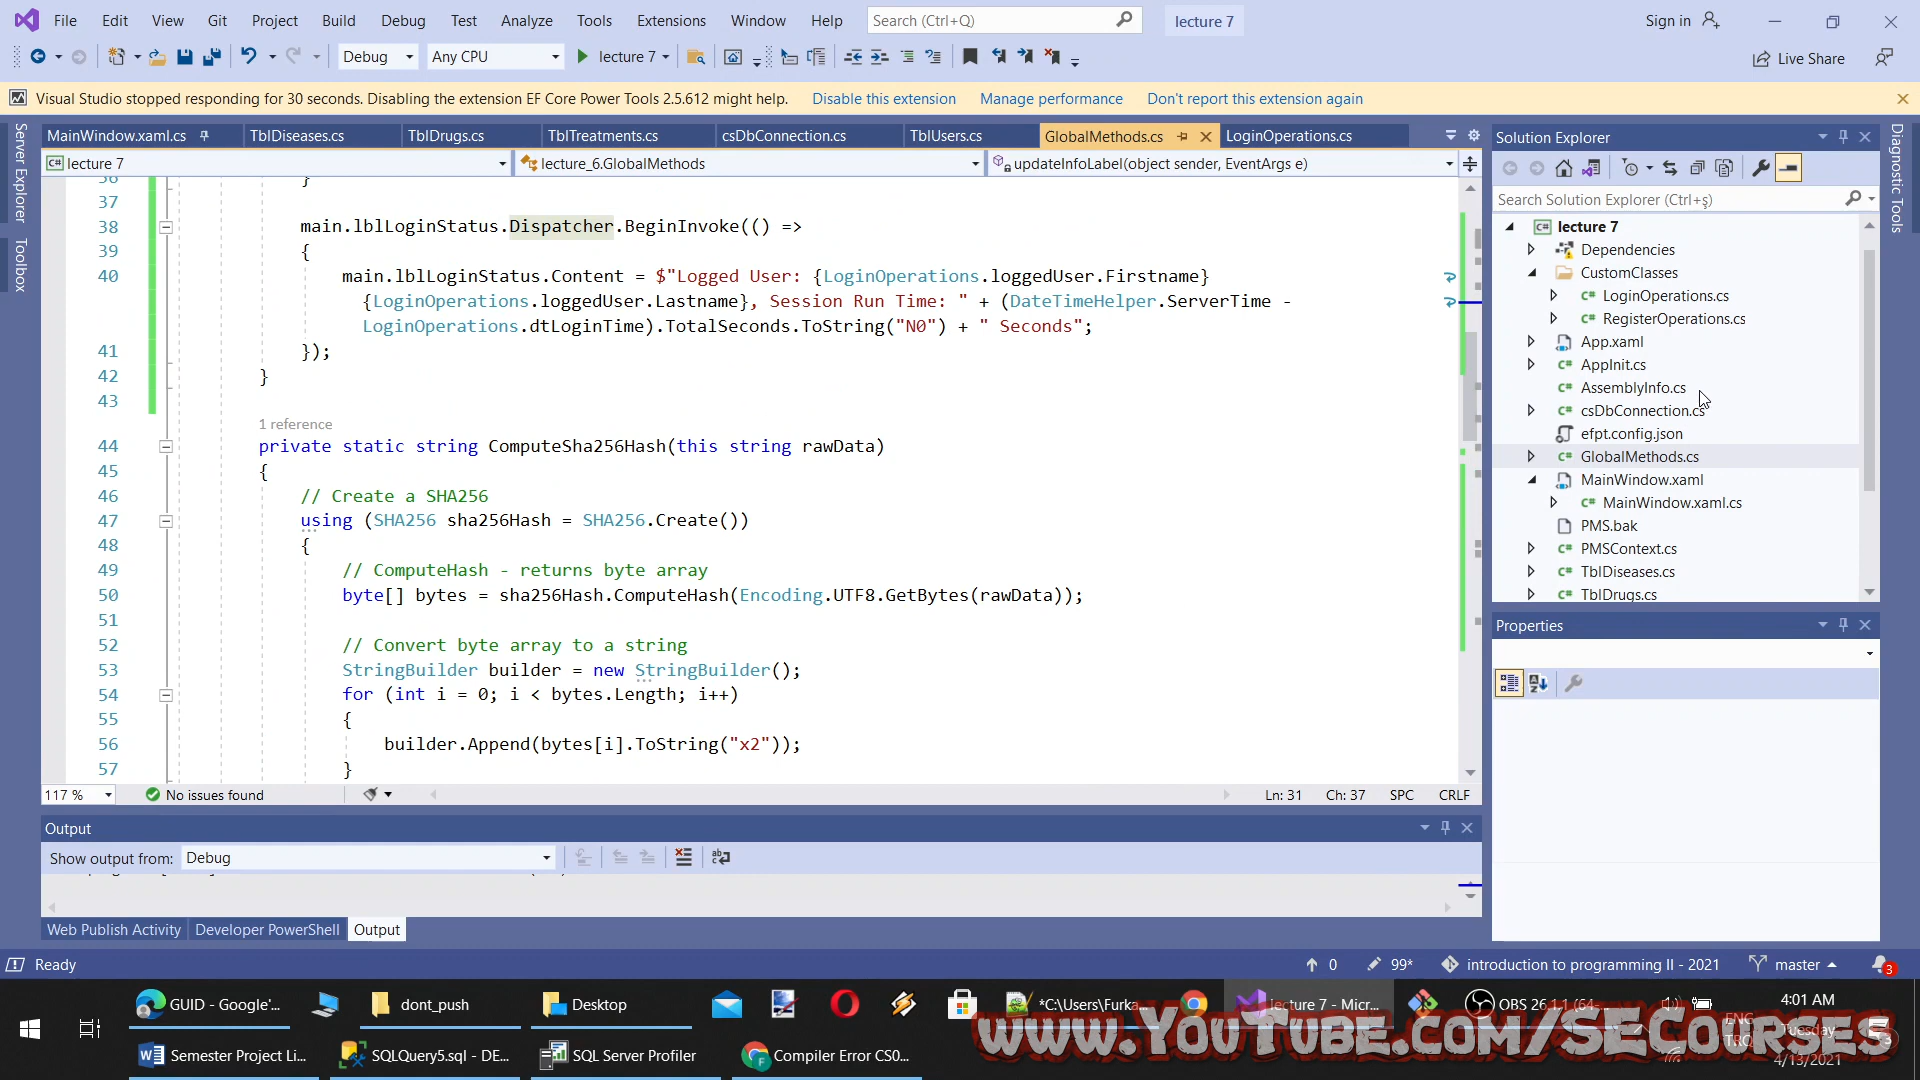 File Edit View Git Project Build Debug Test Analyze Tools Extensions Window Help Search (Ctrl+Q) lecture 7 Sign in
Debug Any CPU lecture 7 Live Share
Visual Studio stopped responding for 30 seconds. Disabling the extension EF Core Power Tools 2.5.612 might help. Disable this extension Manage performance Don't report this extension again
Server Explorer
Toolbox
MainWindow.xaml.cs TblDiseases.cs TblDrugs.cs TblTreatments.cs csDbConnection.cs TblUsers.cs GlobalMethods.cs LoginOperations.cs
lecture 7 lecture_6.GlobalMethods updateInfoLabel(object sender, EventArgs e)
36 }
37
38 main.lblLoginStatus.Dispatcher.BeginInvoke(() =>
39 {
40 main.lblLoginStatus.Content = $"Logged User: {LoginOperations.loggedUser.Firstname}
{LoginOperations.loggedUser.Lastname}, Session Run Time: " + (DateTimeHelper.ServerTime -
LoginOperations.dtLoginTime).TotalSeconds.ToString("N0") + " Seconds";
41 });
42 }
43
1 reference
44 private static string ComputeSha256Hash(this string rawData)
45 {
46 // Create a SHA256
47 using (SHA256 sha256Hash = SHA256.Create())
48 {
49 // ComputeHash - returns byte array
50 byte[] bytes = sha256Hash.ComputeHash(Encoding.UTF8.GetBytes(rawData));
51
52 // Convert byte array to a string
53 StringBuilder builder = new StringBuilder();
54 for (int i = 0; i < bytes.Length; i++)
55 {
56 builder.Append(bytes[i].ToString("x2"));
57 }
117 % No issues found Ln: 31 Ch: 37 SPC CRLF
Output
Show output from: Debug
Web Publish Activity Developer PowerShell Output
Solution Explorer
Search Solution Explorer (Ctrl+ş)
lecture 7
Dependencies
CustomClasses
LoginOperations.cs
RegisterOperations.cs
App.xaml
AppInit.cs
AssemblyInfo.cs
csDbConnection.cs
efpt.config.json
GlobalMethods.cs
MainWindow.xaml
MainWindow.xaml.cs
PMS.bak
PMSContext.cs
TblDiseases.cs
TblDrugs.cs
Properties
Diagnostic Tools
Ready 0 99* introduction to programming II - 2021 master 3
GUID - Google'... dont_push Desktop *C:\Users\Furka... lecture 7 - Micr... OBS 26.1.1 (64-... 4:01 AM
ENG Tuesday
Semester Project Li... SQLQuery5.sql - DE... SQL Server Profiler Compiler Error CS0... 4/13/2021
www.YouTube.com/SECourses